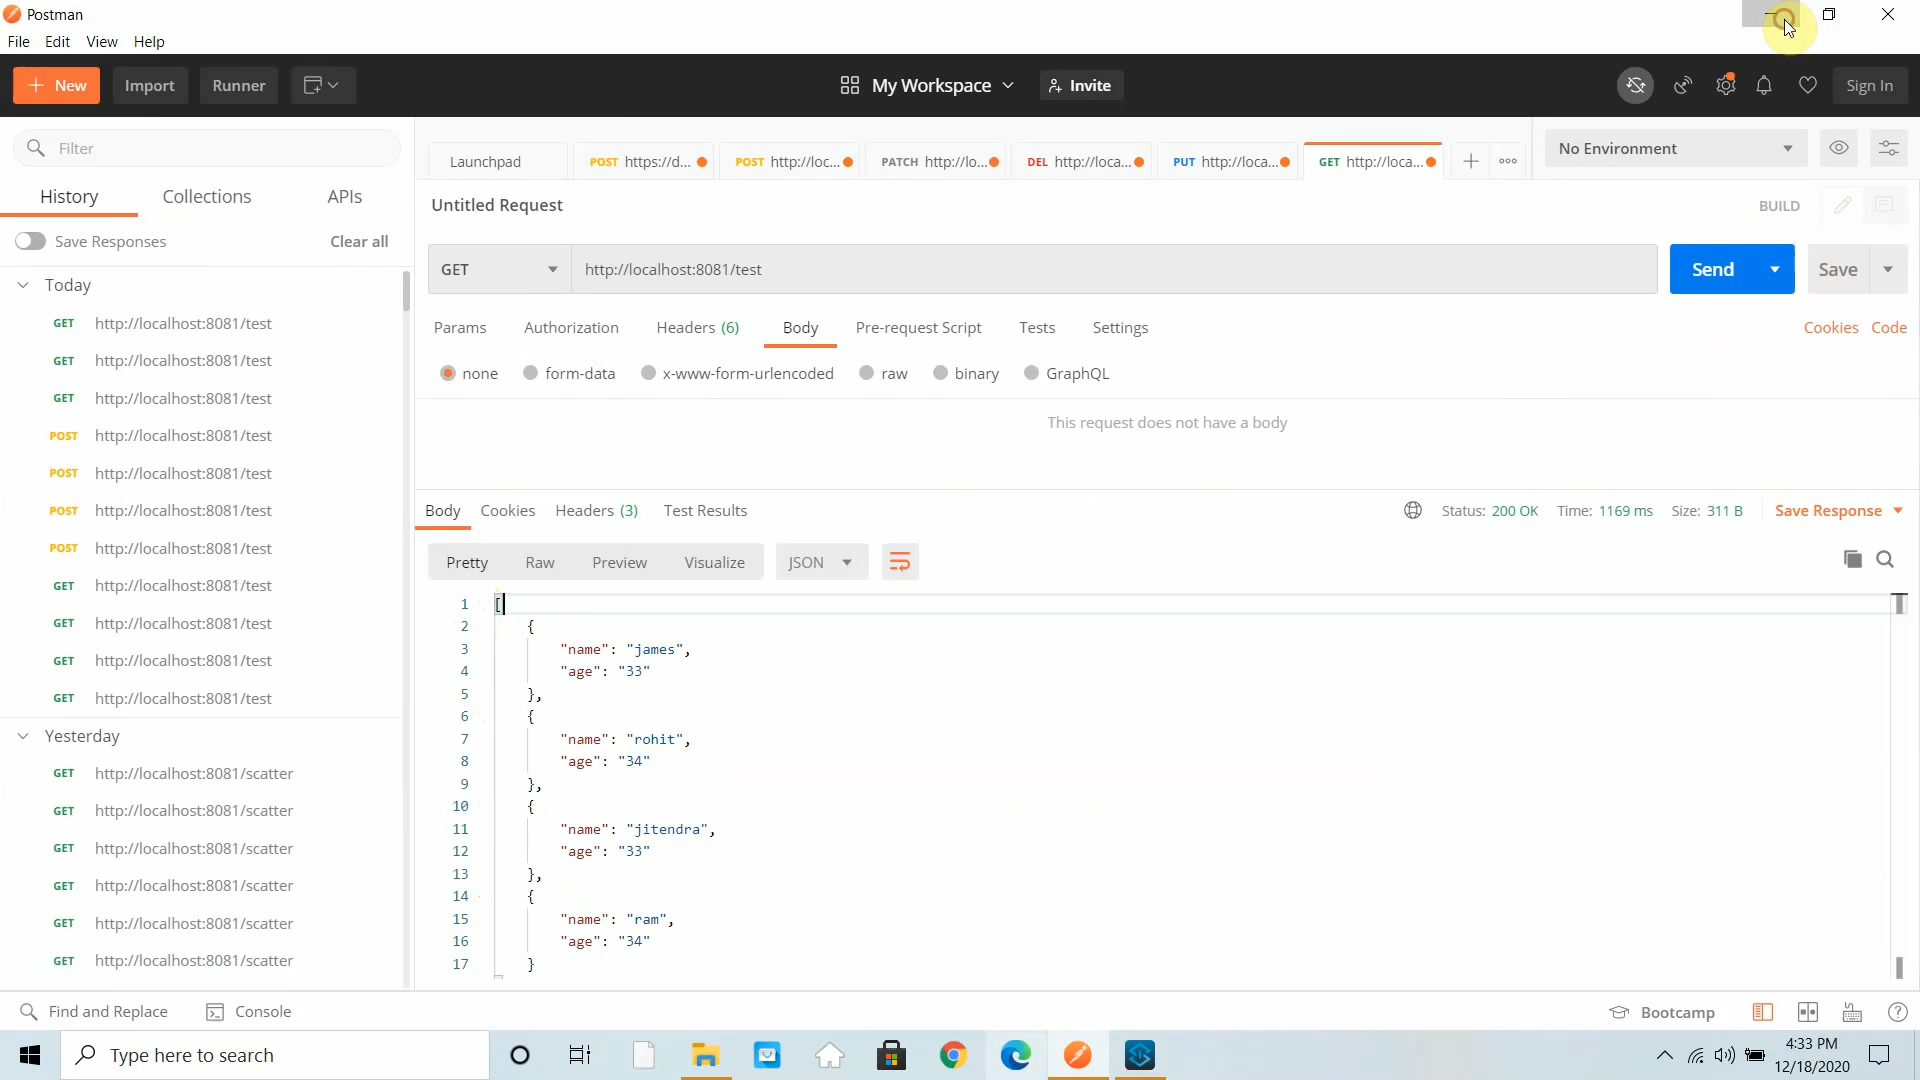 Postman
File Edit View Help
New Import Runner My Workspace Invite Sign In
Filter
Launchpad POST https://d... POST http://loc... PATCH http://lo... DEL http://loca... PUT http://loca... GET http://loca... No Environment
History Collections APIs
Untitled Request BUILD
Save Responses Clear all
GET http://localhost:8081/test Send Save
Today
GET http://localhost:8081/test
GET http://localhost:8081/test
GET http://localhost:8081/test
POST http://localhost:8081/test
POST http://localhost:8081/test
POST http://localhost:8081/test
POST http://localhost:8081/test
GET http://localhost:8081/test
GET http://localhost:8081/test
GET http://localhost:8081/test
GET http://localhost:8081/test
Yesterday
GET http://localhost:8081/scatter
GET http://localhost:8081/scatter
GET http://localhost:8081/scatter
GET http://localhost:8081/scatter
GET http://localhost:8081/scatter
GET http://localhost:8081/scatter
Params Authorization Headers (6) Body Pre-request Script Tests Settings Cookies Code
none form-data x-www-form-urlencoded raw binary GraphQL
This request does not have a body
Body Cookies Headers (3) Test Results Status: 200 OK Time: 1169 ms Size: 311 B Save Response
Pretty Raw Preview Visualize JSON
1 [
2 {
3 "name": "james",
4 "age": "33"
5 },
6 {
7 "name": "rohit",
8 "age": "34"
9 },
10 {
11 "name": "jitendra",
12 "age": "33"
13 },
14 {
15 "name": "ram",
16 "age": "34"
17 }
Find and Replace Console Bootcamp
Type here to search
4:33 PM
12/18/2020